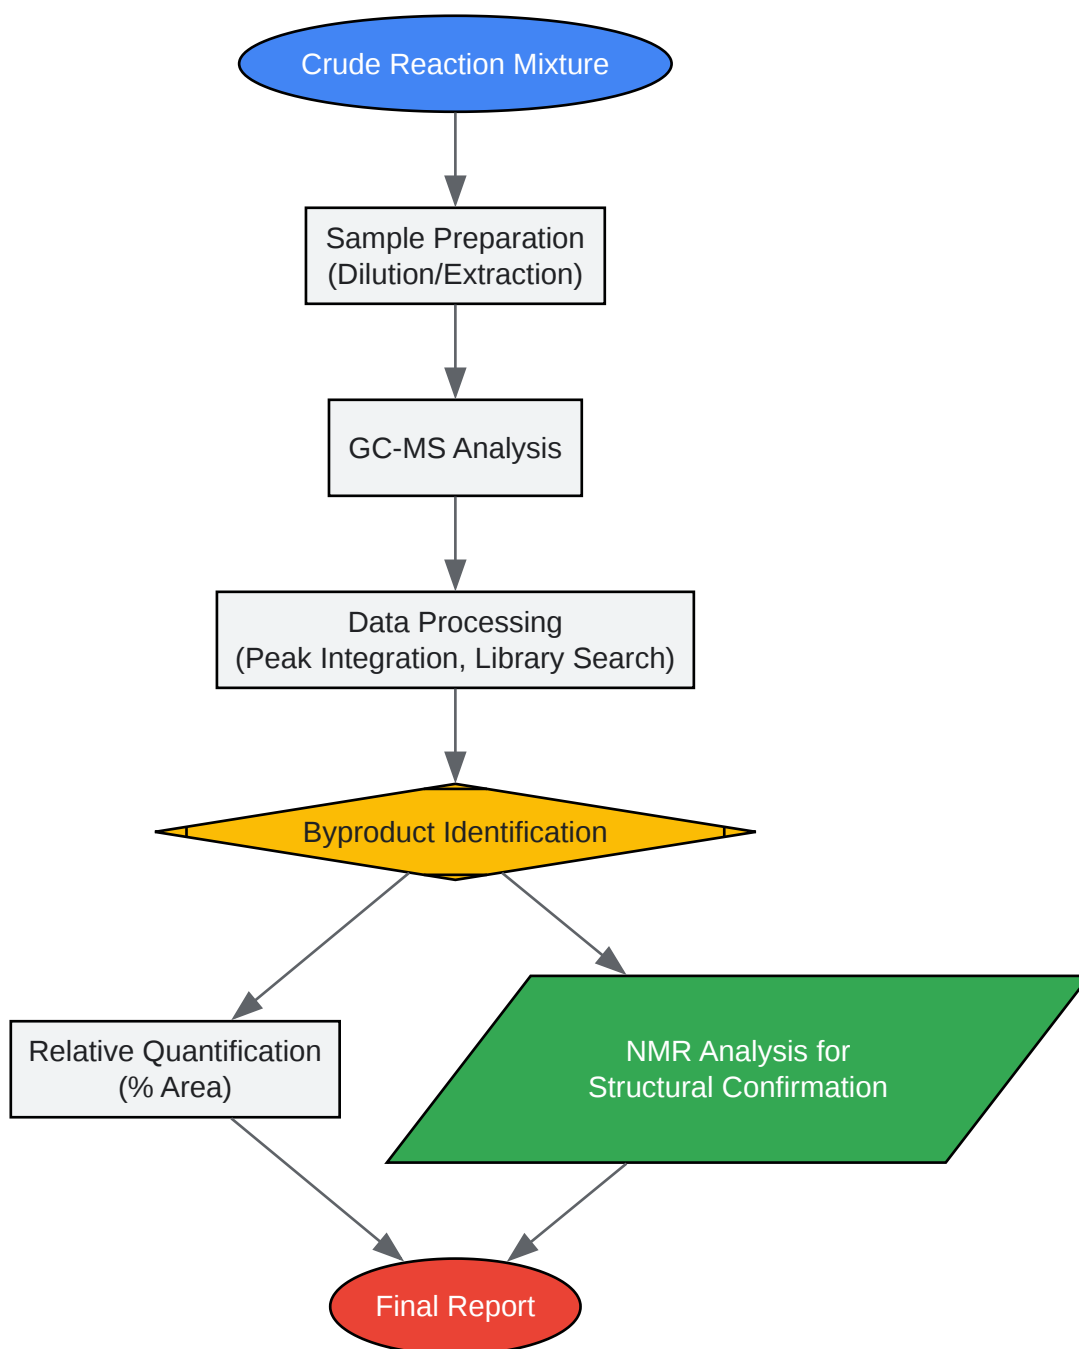 Crude Reaction Mixture
Sample Preparation
(Dilution/Extraction)
GC-MS Analysis
Data Processing
(Peak Integration, Library Search)
Byproduct Identification
Relative Quantification
(% Area)
NMR Analysis for
Structural Confirmation
Final Report